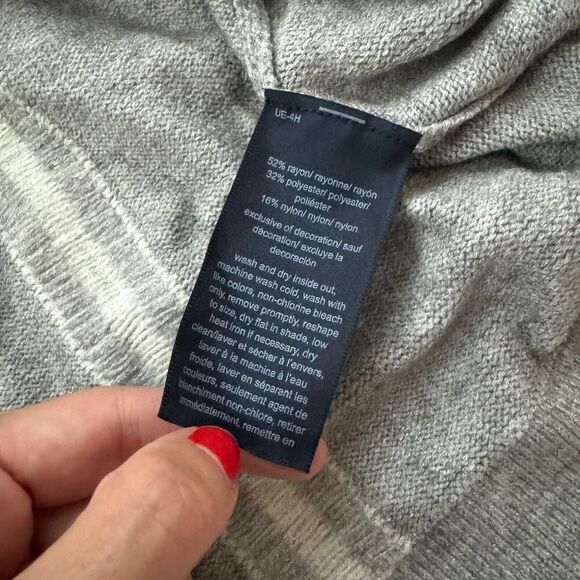 UE-4H
52% rayon/ rayonne/ rayón
32% polyester/ polyester/
poliéster
16% nylon/ nylon/ nylon
exclusive of decoration/ sauf
décoration/ excluye la
decoración
wash and dry inside out,
machine wash cold, wash with
like colors, non-chlorine bleach
only, remove promptly, reshape
to size, dry flat in shade, low
heat iron if necessary, dry
clean/laver et sécher à l'envers,
laver à la machine à l'eau
froide, laver en séparant les
couleurs, seulement agent de
blanchiment non-chlore, retirer
immédiatement, remettre en